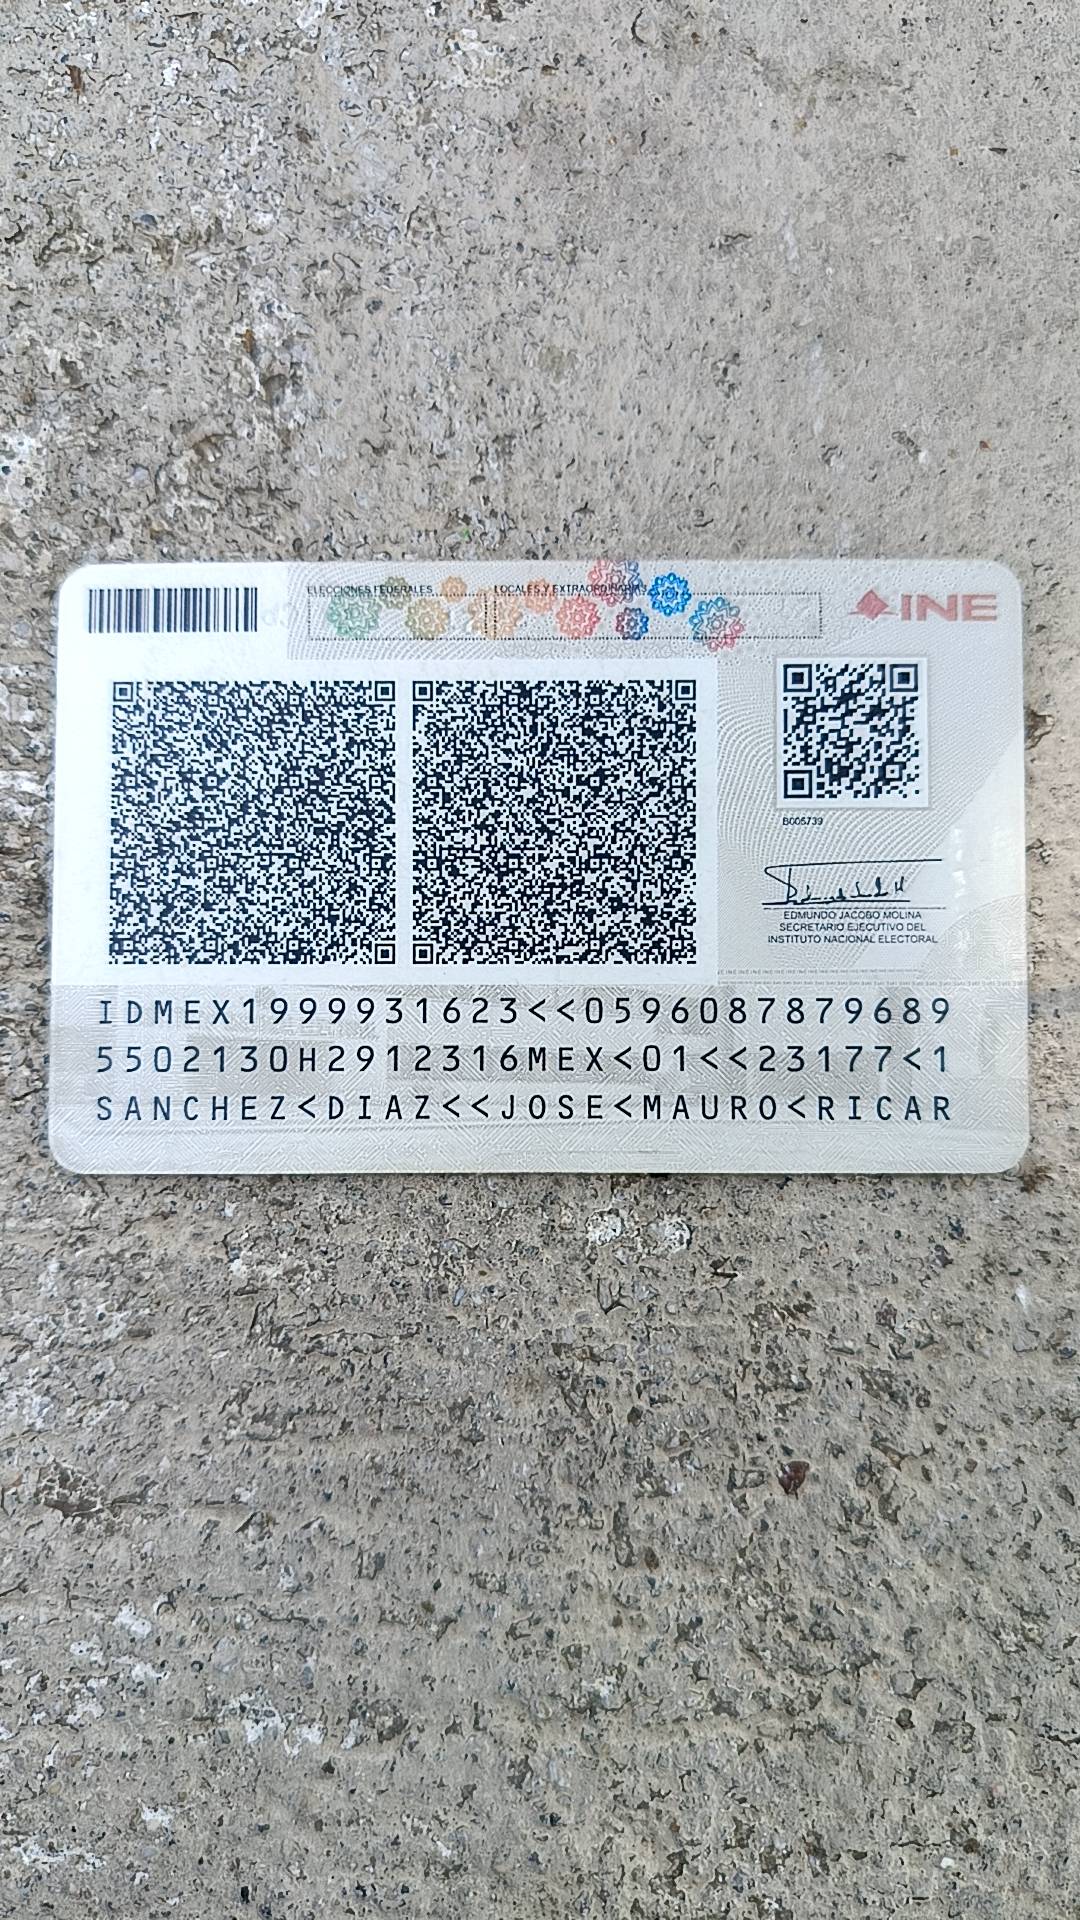 ELECCIONES FEDERALES
LOCALES Y EXTRAORDINARIAS
INE
B005739
EDMUNDO JACOBO MOLINA
SECRETARIO EJECUTIVO DEL
INSTITUTO NACIONAL ELECTORAL
IDMEX1999931623<<0596087879689
5502130H2912316MEX<01<<23177<1
SANCHEZ<DIAZ<<JOSE<MAURO<RICAR